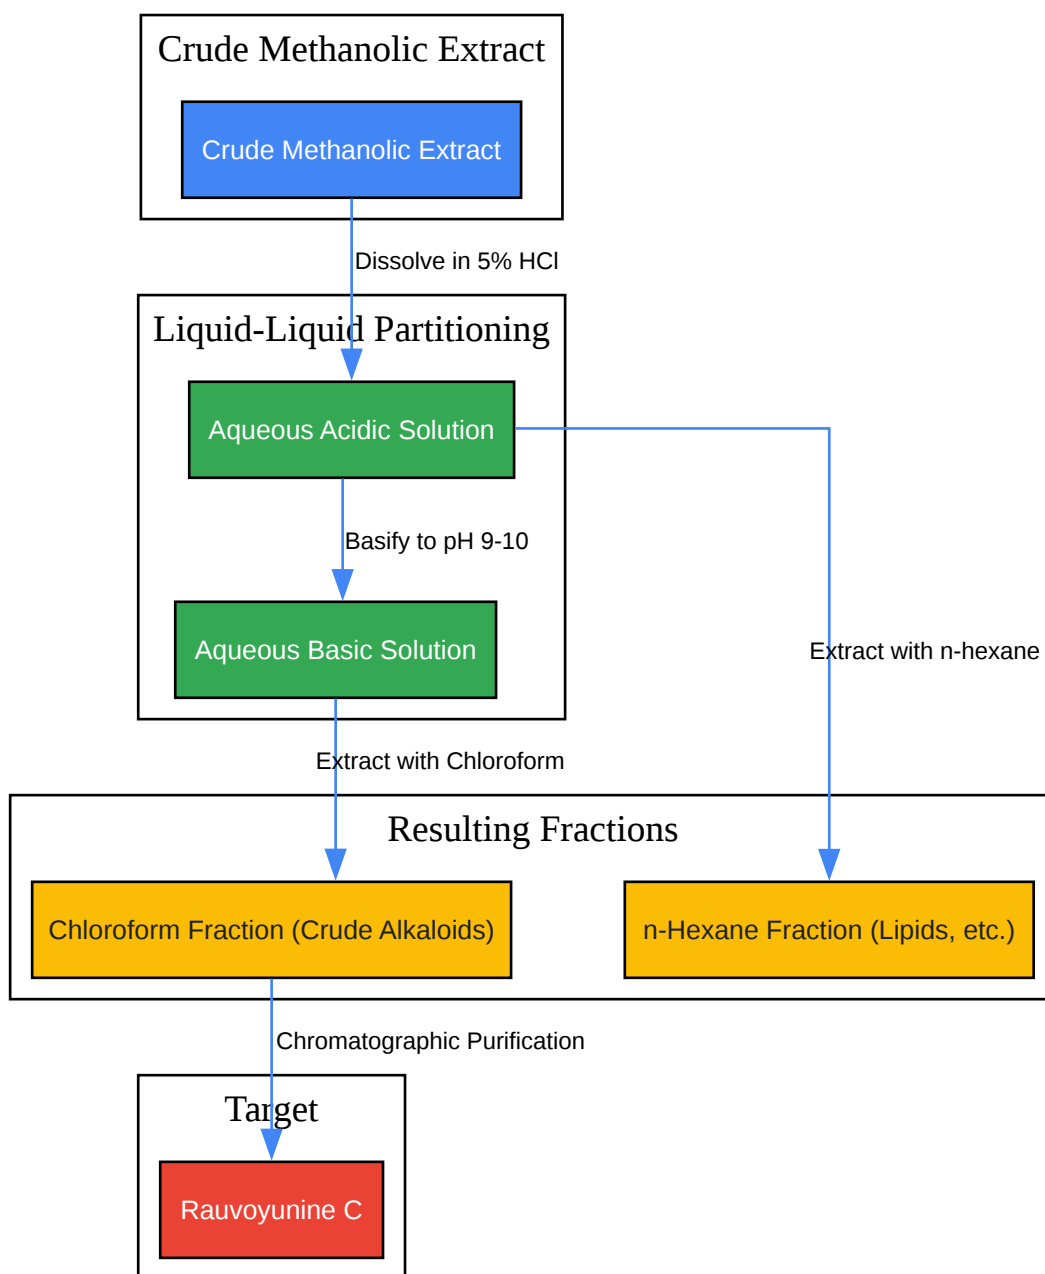 Crude Methanolic Extract
Crude Methanolic Extract
Dissolve in 5% HCl
Liquid-Liquid Partitioning
Aqueous Acidic Solution
Basify to pH 9-10
Aqueous Basic Solution
Extract with n-hexane
Extract with Chloroform
Resulting Fractions
Chloroform Fraction (Crude Alkaloids)
n-Hexane Fraction (Lipids, etc.)
Chromatographic Purification
Target
Rauvoyunine C